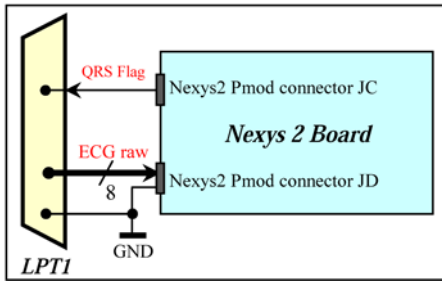 QRS Flag
Nexys2 Pmod connector JC
Nexys 2 Board
ECG raw
8
Nexys2 Pmod connector JD
GND
LPT1